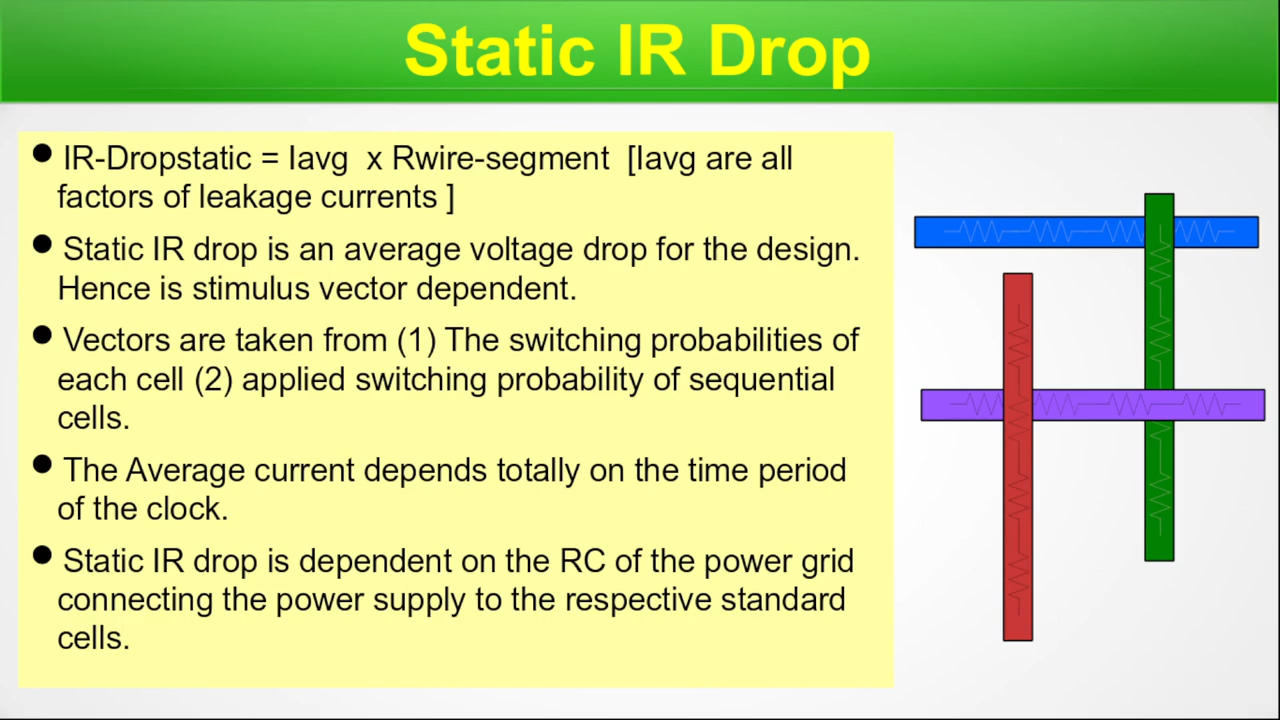 Static IR Drop
● IR-Dropstatic = Iavg x Rwire-segment [Iavg are all
factors of leakage currents ]
● Static IR drop is an average voltage drop for the design.
Hence is stimulus vector dependent.
● Vectors are taken from (1) The switching probabilities of
each cell (2) applied switching probability of sequential
cells.
● The Average current depends totally on the time period
of the clock.
● Static IR drop is dependent on the RC of the power grid
connecting the power supply to the respective standard
cells.